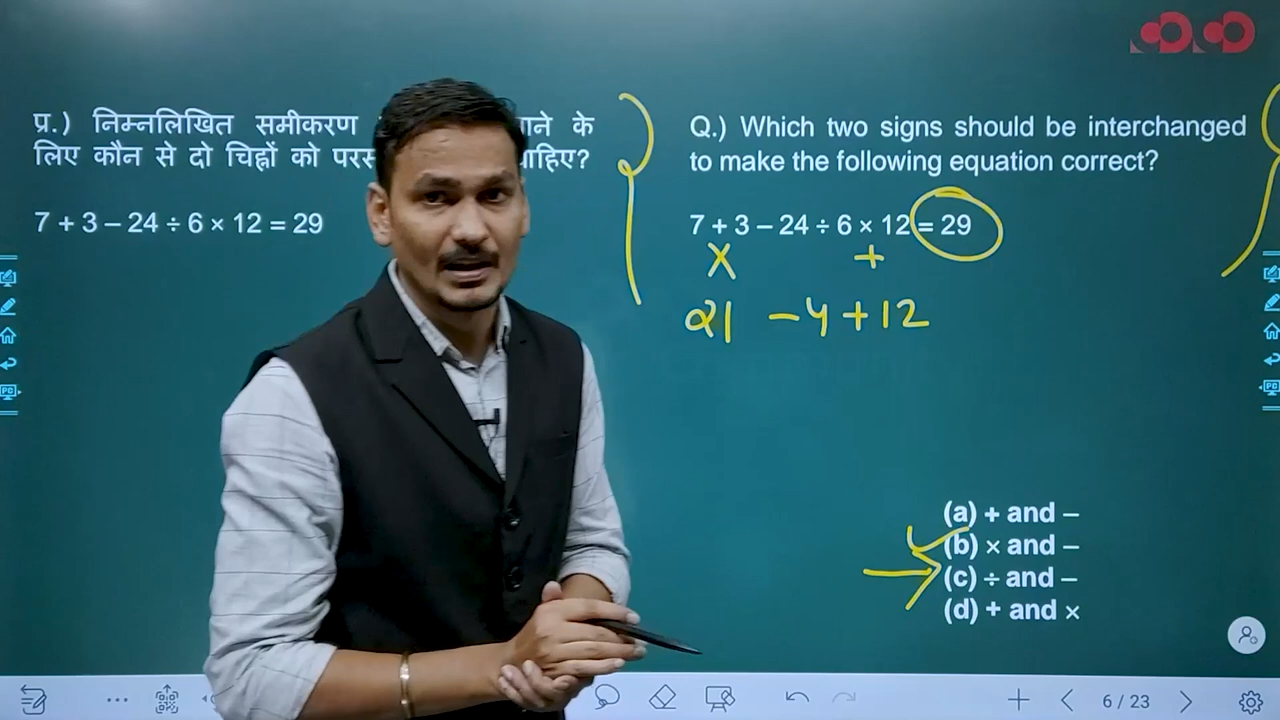 प्र.) निम्नलिखित समीकरण के
लिए कौन से दो चिह्नों को
7 + 3 – 24 ÷ 6 × 12 = 29
Q.) Which two signs should be interchanged
to make the following equation correct?
7 + 3 – 24 ÷ 6 × 12 = 29
× +
21 – 4 + 12
(a) + and –
(b) × and –
(c) ÷ and –
(d) + and ×
6 / 23